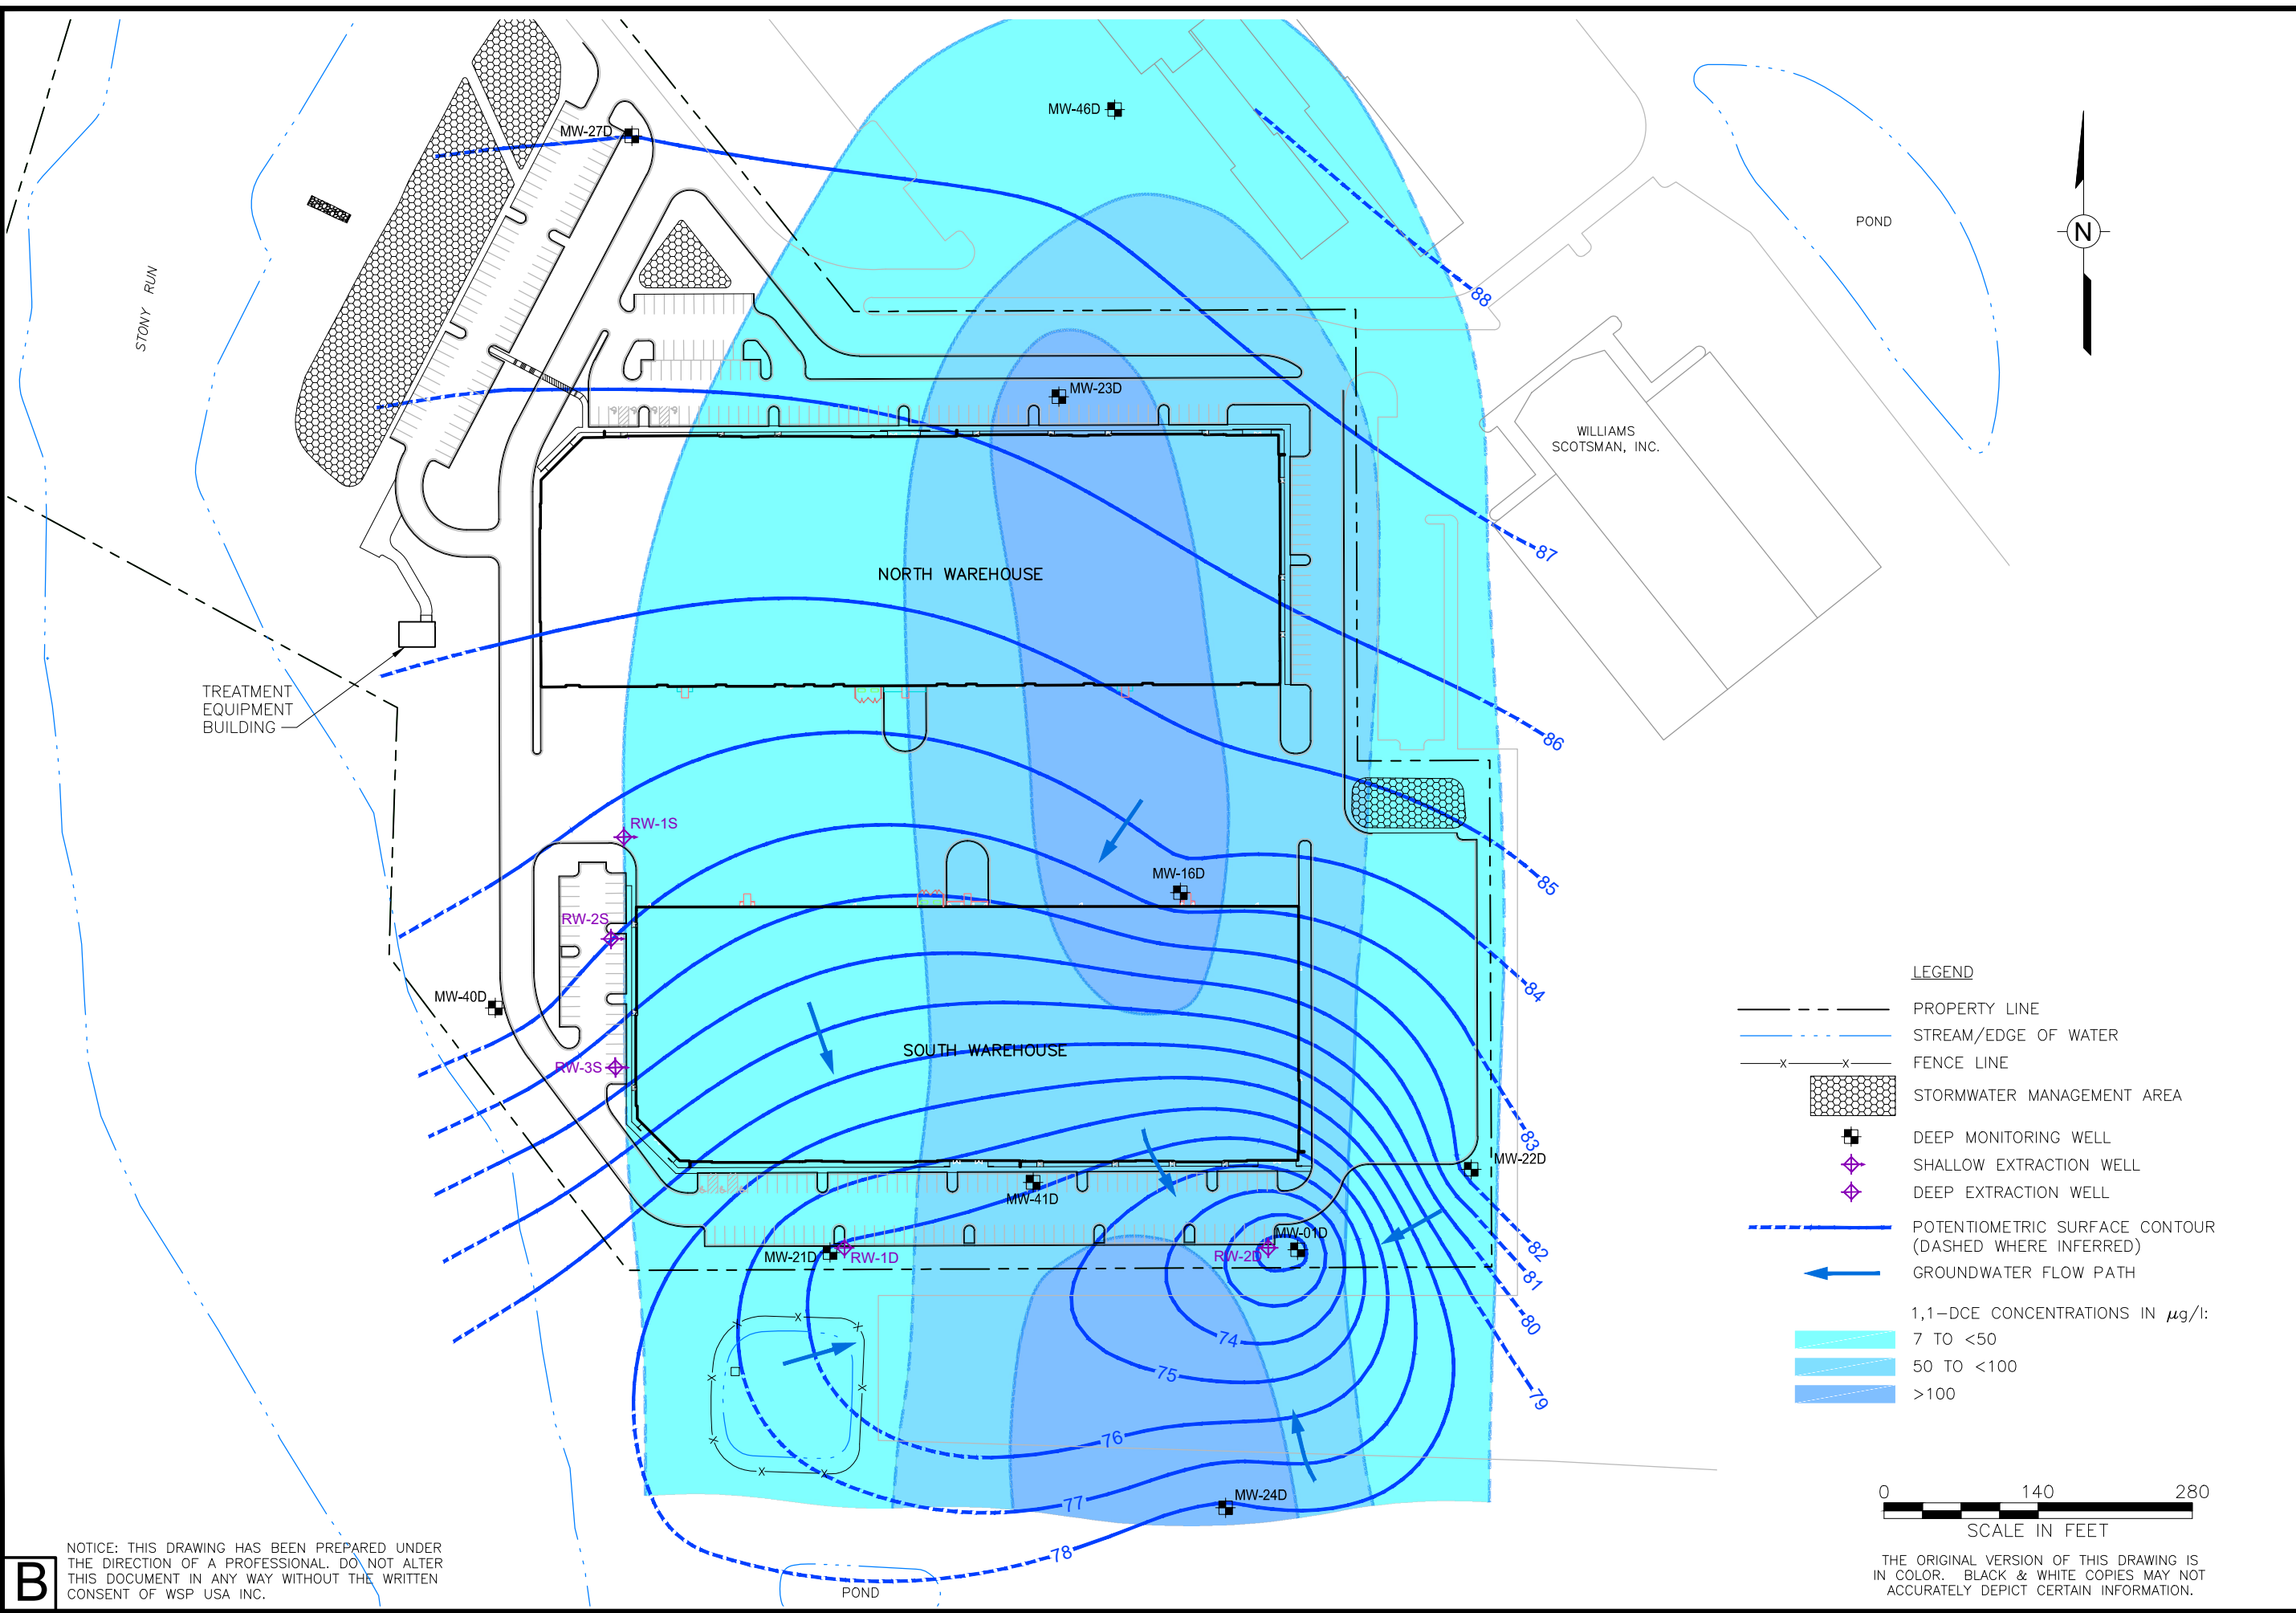 MW-46D
MW-27D
POND
N
STONY RUN
88
MW-23D
WILLIAMS
SCOTSMAN, INC.
87
NORTH WAREHOUSE
TREATMENT
EQUIPMENT
BUILDING
86
RW-1S
MW-16D
85
RW-2S
MW-40D
84
SOUTH WAREHOUSE
RW-3S
83
MW-22D
MW-41D
MW-01D
MW-21D
RW-1D
RW-2D
82
81
80
79
74
75
76
77
MW-24D
78
POND
LEGEND
PROPERTY LINE
STREAM/EDGE OF WATER
X X
FENCE LINE
STORMWATER MANAGEMENT AREA
DEEP MONITORING WELL
SHALLOW EXTRACTION WELL
DEEP EXTRACTION WELL
POTENTIOMETRIC SURFACE CONTOUR
(DASHED WHERE INFERRED)
GROUNDWATER FLOW PATH
1,1-DCE CONCENTRATIONS IN µg/l:
7 TO <50
50 TO <100
>100
0 140 280
SCALE IN FEET
THE ORIGINAL VERSION OF THIS DRAWING IS
IN COLOR. BLACK & WHITE COPIES MAY NOT
ACCURATELY DEPICT CERTAIN INFORMATION.
B
NOTICE: THIS DRAWING HAS BEEN PREPARED UNDER
THE DIRECTION OF A PROFESSIONAL. DO NOT ALTER
THIS DOCUMENT IN ANY WAY WITHOUT THE WRITTEN
CONSENT OF WSP USA INC.